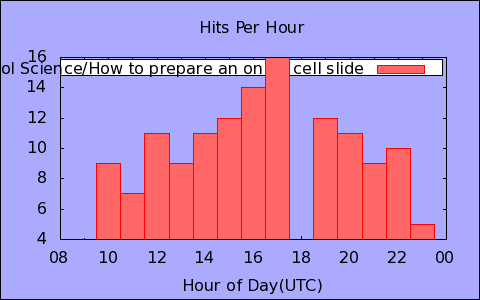 Hits Per Hour
16
ol Science/How to prepare an on cell slide
14
12
10
8
6
4
08 10 12 14 16 18 20 22 00
Hour of Day(UTC)